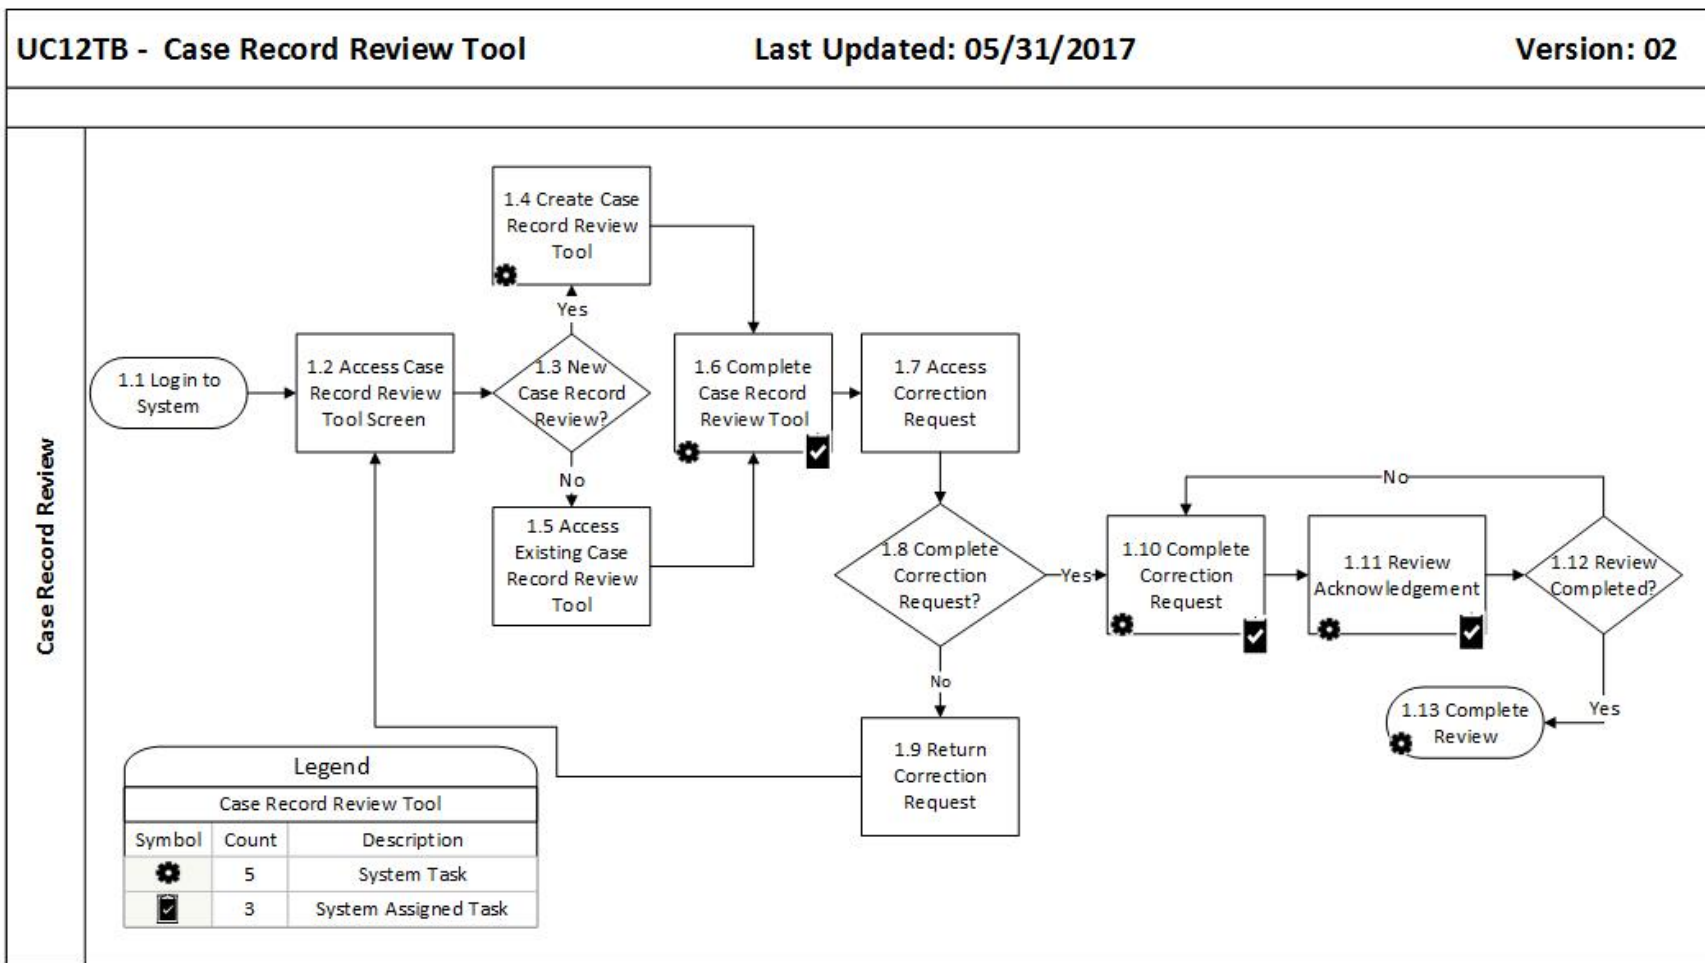 UC12TB - Case Record Review Tool
Last Updated: 05/31/2017
Version: 02
Case Record Review
1.1 Login to
System
1.2 Access Case
Record Review
Tool Screen
1.3 New
Case Record
Review?
Yes
No
1.4 Create Case
Record Review
Tool
1.5 Access
Existing Case
Record Review
Tool
1.6 Complete
Case Record
Review Tool
1.7 Access
Correction
Request
1.8 Complete
Correction
Request?
Yes
No
1.9 Return
Correction
Request
1.10 Complete
Correction
Request
1.11 Review
Acknowledgement
1.12 Review
Completed?
No
Yes
1.13 Complete
Review
Legend
Case Record Review Tool
Symbol Count Description
5 System Task
3 System Assigned Task